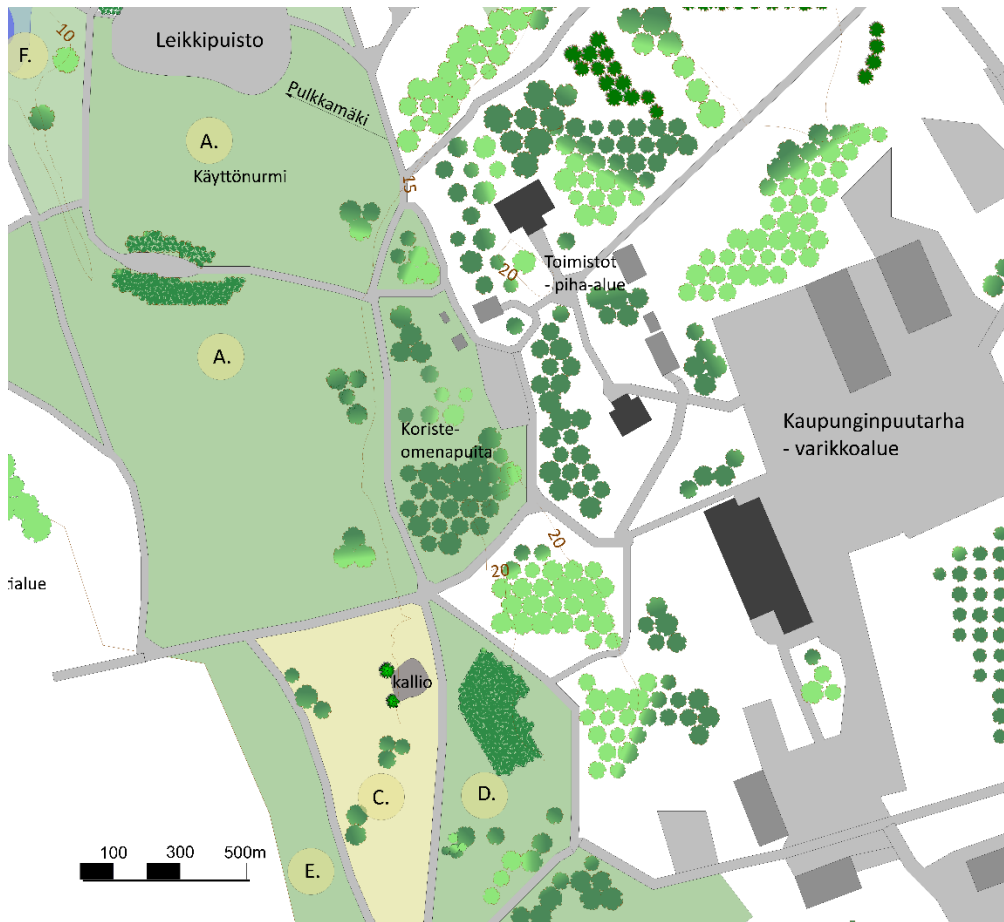 10
Leikkipuisto
F.
Pulkkamäki
A.
Käyttönurmi
15
Toimistot
- piha-alue
20
A.
Koriste-
omenapuita
Kaupunginpuutarha
- varikkoalue
20
20
ialue
kallio
C.
D.
E.
100 300 500m